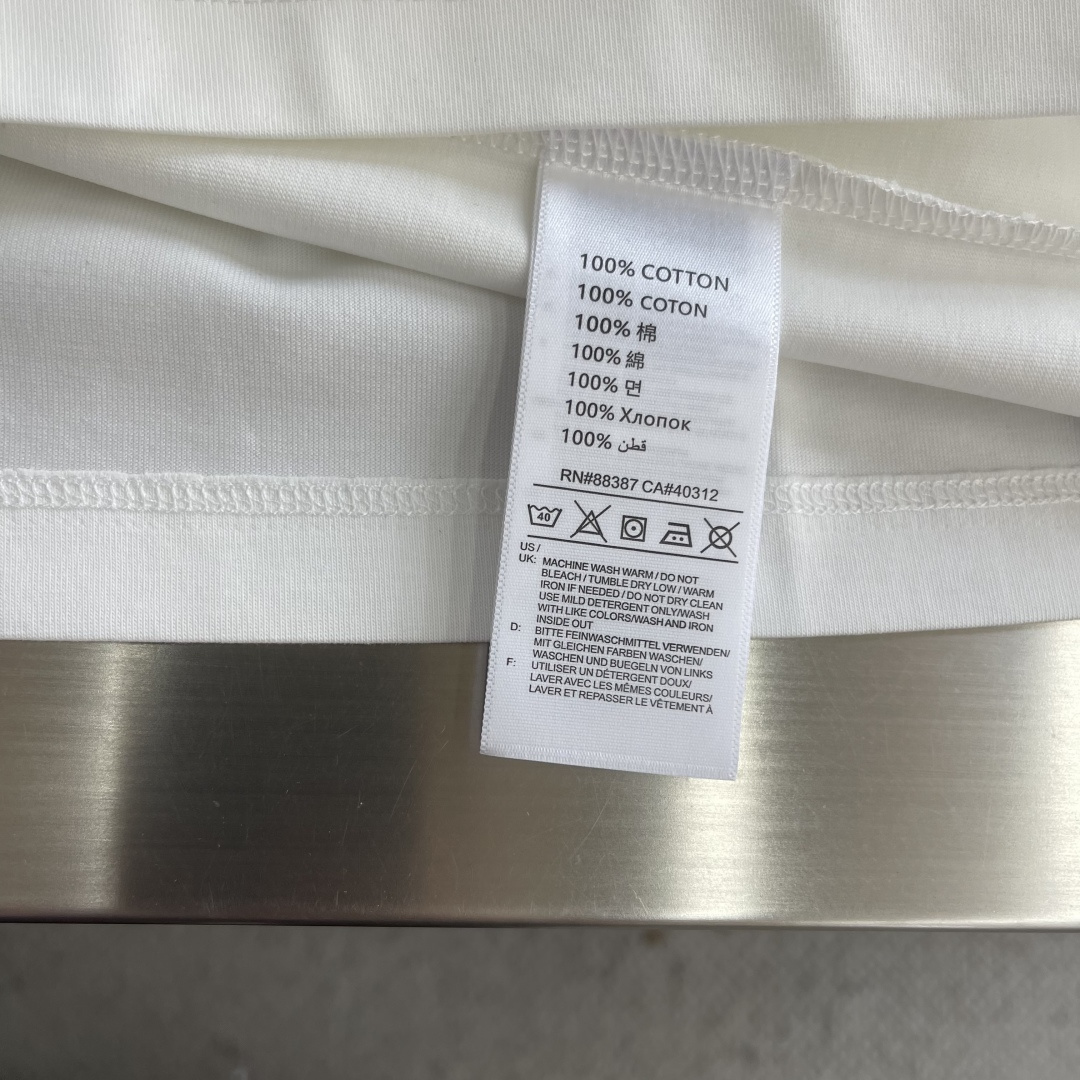 100% COTTON
100% COTON
100% 棉
100% 綿
100% 면
100% Хлопок
100% قطن
RN#88387 CA#40312
40
US /
UK: MACHINE WASH WARM / DO NOT
BLEACH / TUMBLE DRY LOW / WARM
IRON IF NEEDED / DO NOT DRY CLEAN
USE MILD DETERGENT ONLY/WASH
WITH LIKE COLORS/WASH AND IRON
INSIDE OUT
D: BITTE FEINWASCHMITTEL VERWENDEN/
MIT GLEICHEN FARBEN WASCHEN/
WASCHEN UND BUEGELN VON LINKS
F: UTILISER UN DÉTERGENT DOUX/
LAVER AVEC LES MÊMES COULEURS/
LAVER ET REPASSER LE VÊTEMENT À